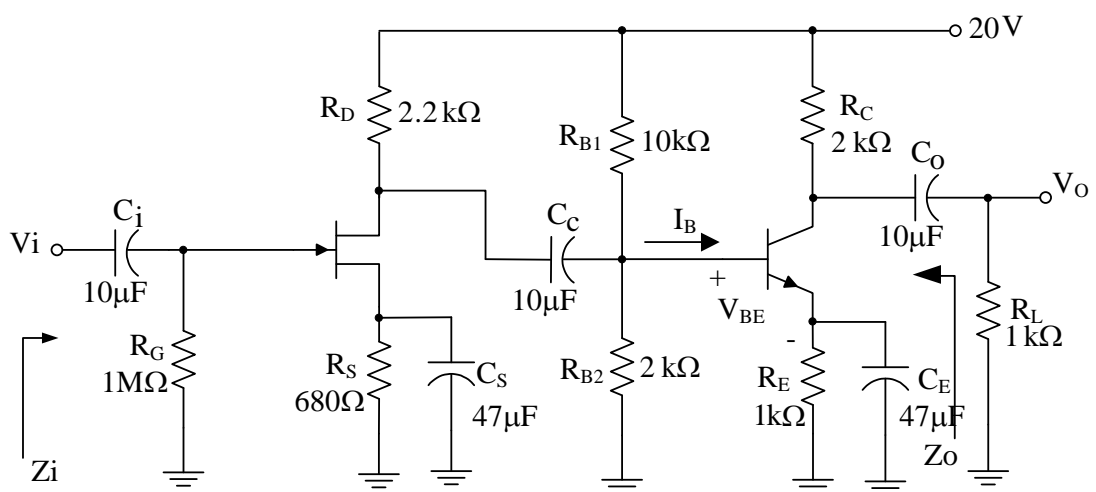 20V
R_D
2.2 kΩ
R_B1
10kΩ
R_C
2 kΩ
C_o
V_O
10μF
C_i
Vi
10μF
C_C
10μF
I_B
+
V_BE
-
R_G
1MΩ
R_S
680Ω
C_S
47μF
R_B2
2 kΩ
R_E
1kΩ
C_E
47μF
R_L
1 kΩ
Zi
Zo